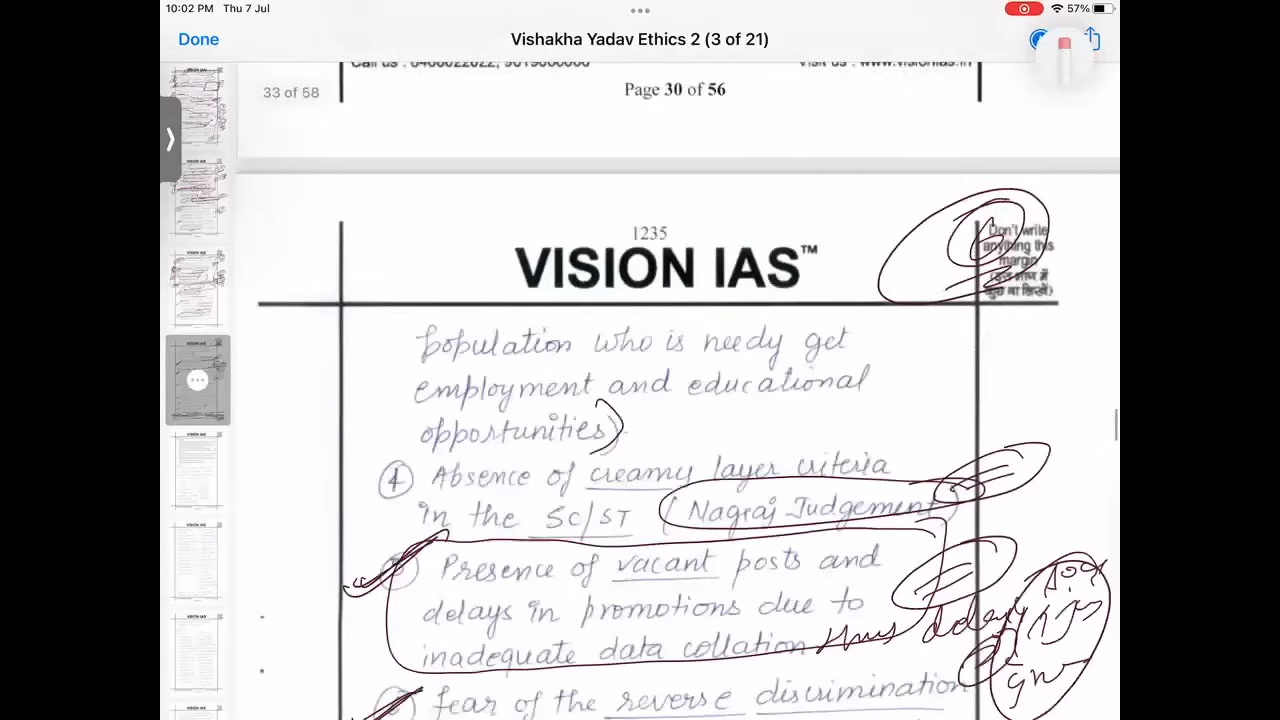 10:02 PM Thu 7 Jul
57%
Done
Vishakha Yadav Ethics 2 (3 of 21)
33 of 58
Page 30 of 56
1235
VISION IAS™
Don't write
anything this
margin
population who is needy get
employment and educational
opportunities)
④ Absence of creamy layer criteria
in the SC/ST (Nagraj Judgement)
Presence of vacant posts and
delays in promotions due to
inadequate data collation
fear of the reverse discrimination